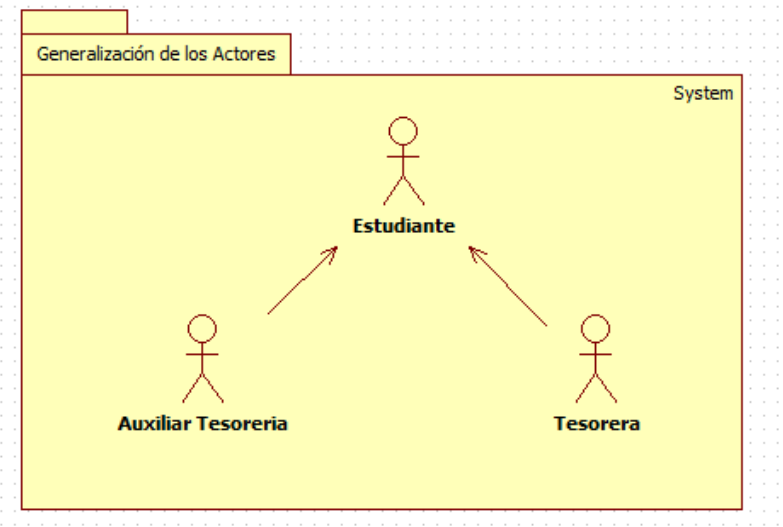 Generalización de los Actores
System
Estudiante
Auxiliar Tesoreria
Tesorera